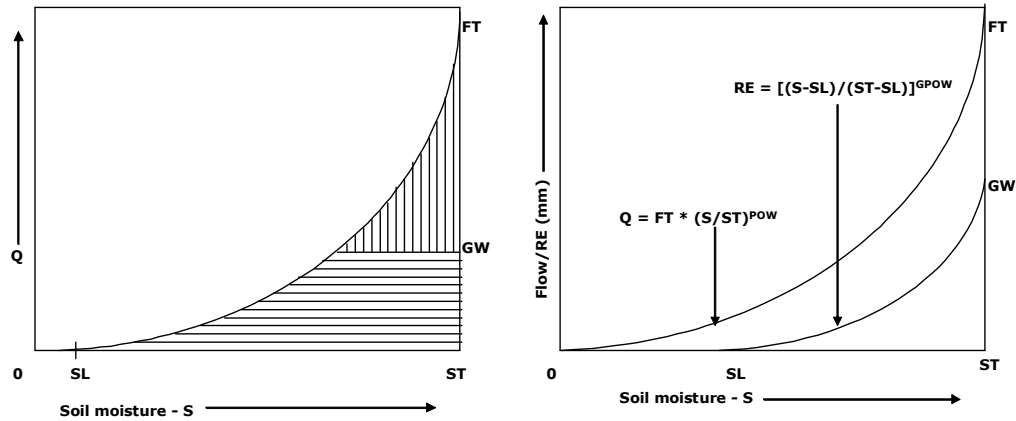 FT
Q
GW
0
SL
ST
Soil moisture - S
FT
RE = [(S-SL)/(ST-SL)]GPOW
Flow/RE (mm)
GW
Q = FT * (S/ST)POW
0
SL
ST
Soil moisture - S